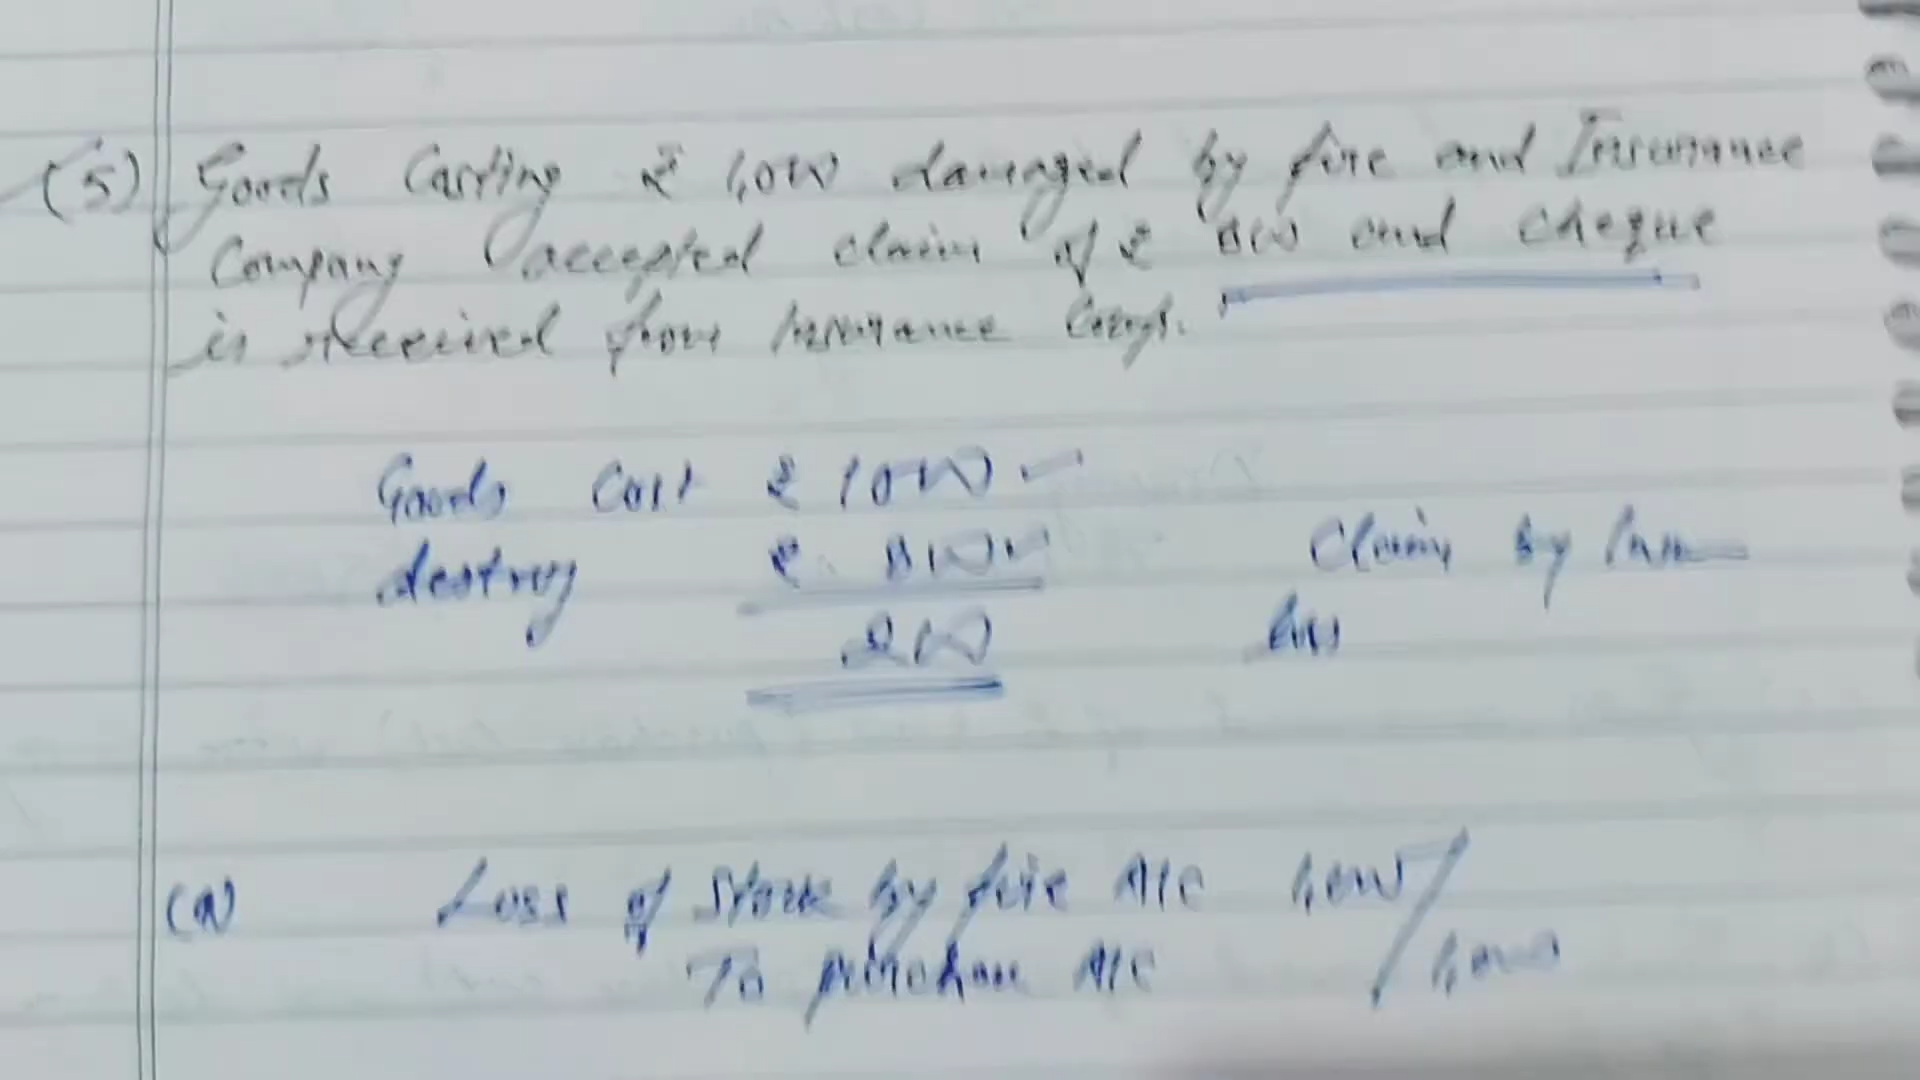 (5) Goods Costing ₹ 1,000 damaged by fire and Insurance
Company accepted claim of ₹ 800 and cheque
is received from Insurance Comp.
Goods Cost ₹ 1000
destroy ₹ 800 Claim by Insu
200 loss
(a) Loss of Stock by fire A/C 1,000
To purchase A/C 1,000